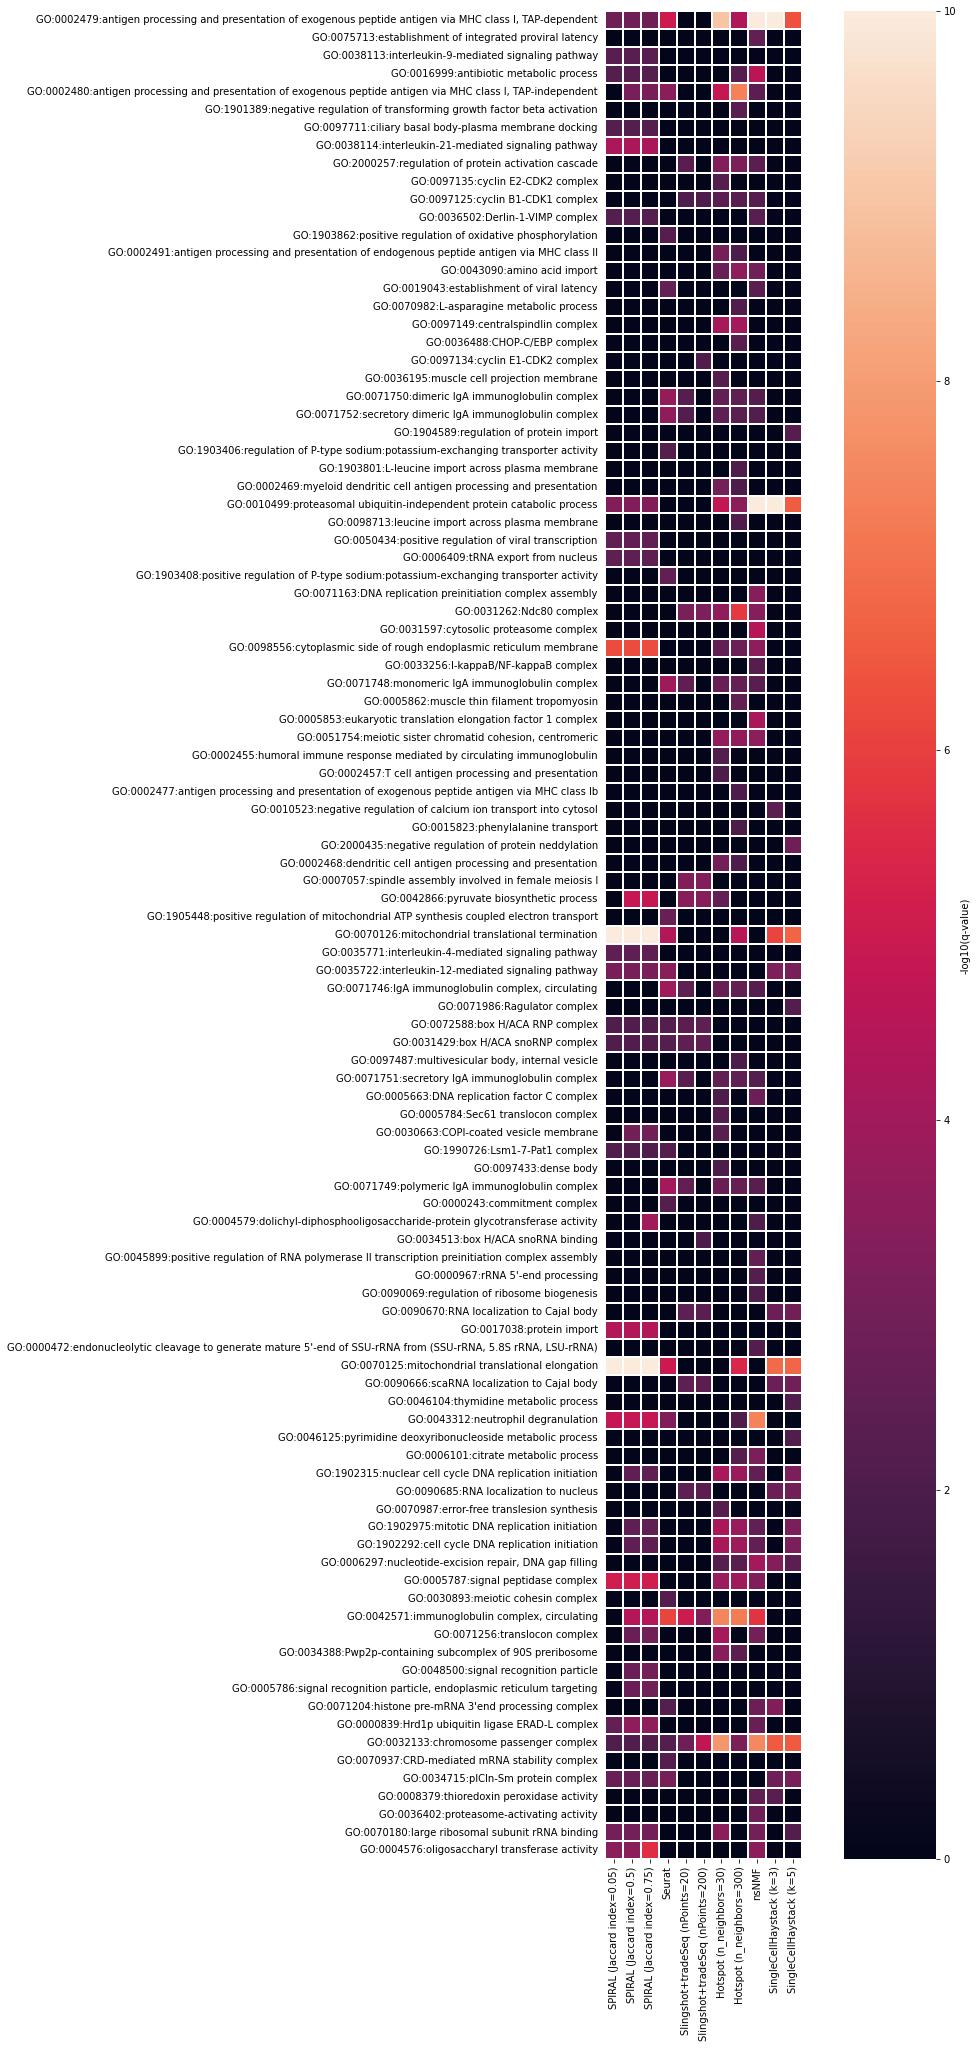 GO:0002479:antigen processing and presentation of exogenous peptide antigen via MHC class I, TAP-dependent
GO:0075713:establishment of integrated proviral latency
GO:0038113:interleukin-9-mediated signaling pathway
GO:0016999:antibiotic metabolic process
GO:0002480:antigen processing and presentation of exogenous peptide antigen via MHC class I, TAP-independent
GO:1901389:negative regulation of transforming growth factor beta activation
GO:0097711:ciliary basal body-plasma membrane docking
GO:0038114:interleukin-21-mediated signaling pathway
GO:2000257:regulation of protein activation cascade
GO:0097135:cyclin E2-CDK2 complex
GO:0097125:cyclin B1-CDK1 complex
GO:0036502:Derlin-1-VIMP complex
GO:1903862:positive regulation of oxidative phosphorylation
GO:0002491:antigen processing and presentation of endogenous peptide antigen via MHC class II
GO:0043090:amino acid import
GO:0019043:establishment of viral latency
GO:0070982:L-asparagine metabolic process
GO:0097149:centralspindlin complex
GO:0036488:CHOP-C/EBP complex
GO:0097134:cyclin E1-CDK2 complex
GO:0036195:muscle cell projection membrane
GO:0071750:dimeric IgA immunoglobulin complex
GO:0071752:secretory dimeric IgA immunoglobulin complex
GO:1904589:regulation of protein import
GO:1903406:regulation of P-type sodium:potassium-exchanging transporter activity
GO:1903801:L-leucine import across plasma membrane
GO:0002469:myeloid dendritic cell antigen processing and presentation
GO:0010499:proteasomal ubiquitin-independent protein catabolic process
GO:0098713:leucine import across plasma membrane
GO:0050434:positive regulation of viral transcription
GO:0006409:tRNA export from nucleus
GO:1903408:positive regulation of P-type sodium:potassium-exchanging transporter activity
GO:0071163:DNA replication preinitiation complex assembly
GO:0031262:Ndc80 complex
GO:0031597:cytosolic proteasome complex
GO:0098556:cytoplasmic side of rough endoplasmic reticulum membrane
GO:0033256:I-kappaB/NF-kappaB complex
GO:0071748:monomeric IgA immunoglobulin complex
GO:0005862:muscle thin filament tropomyosin
GO:0005853:eukaryotic translation elongation factor 1 complex
GO:0051754:meiotic sister chromatid cohesion, centromeric
GO:0002455:humoral immune response mediated by circulating immunoglobulin
GO:0002457:T cell antigen processing and presentation
GO:0002477:antigen processing and presentation of exogenous peptide antigen via MHC class Ib
GO:0010523:negative regulation of calcium ion transport into cytosol
GO:0015823:phenylalanine transport
GO:2000435:negative regulation of protein neddylation
GO:0002468:dendritic cell antigen processing and presentation
GO:0007057:spindle assembly involved in female meiosis I
GO:0042866:pyruvate biosynthetic process
GO:1905448:positive regulation of mitochondrial ATP synthesis coupled electron transport
GO:0070126:mitochondrial translational termination
GO:0035771:interleukin-4-mediated signaling pathway
GO:0035722:interleukin-12-mediated signaling pathway
GO:0071746:IgA immunoglobulin complex, circulating
GO:0071986:Ragulator complex
GO:0072588:box H/ACA RNP complex
GO:0031429:box H/ACA snoRNP complex
GO:0097487:multivesicular body, internal vesicle
GO:0071751:secretory IgA immunoglobulin complex
GO:0005663:DNA replication factor C complex
GO:0005784:Sec61 translocon complex
GO:0030663:COPI-coated vesicle membrane
GO:1990726:Lsm1-7-Pat1 complex
GO:0097433:dense body
GO:0071749:polymeric IgA immunoglobulin complex
GO:0000243:commitment complex
GO:0004579:dolichyl-diphosphooligosaccharide-protein glycotransferase activity
GO:0034513:box H/ACA snoRNA binding
GO:0045899:positive regulation of RNA polymerase II transcription preinitiation complex assembly
GO:0000967:rRNA 5'-end processing
GO:0090069:regulation of ribosome biogenesis
GO:0090670:RNA localization to Cajal body
GO:0017038:protein import
GO:0000472:endonucleolytic cleavage to generate mature 5'-end of SSU-rRNA from (SSU-rRNA, 5.8S rRNA, LSU-rRNA)
GO:0070125:mitochondrial translational elongation
GO:0090666:scaRNA localization to Cajal body
GO:0046104:thymidine metabolic process
GO:0043312:neutrophil degranulation
GO:0046125:pyrimidine deoxyribonucleoside metabolic process
GO:0006101:citrate metabolic process
GO:1902315:nuclear cell cycle DNA replication initiation
GO:0090685:RNA localization to nucleus
GO:0070987:error-free translesion synthesis
GO:1902975:mitotic DNA replication initiation
GO:1902292:cell cycle DNA replication initiation
GO:0006297:nucleotide-excision repair, DNA gap filling
GO:0005787:signal peptidase complex
GO:0030893:meiotic cohesin complex
GO:0042571:immunoglobulin complex, circulating
GO:0071256:translocon complex
GO:0034388:Pwp2p-containing subcomplex of 90S preribosome
GO:0048500:signal recognition particle
GO:0005786:signal recognition particle, endoplasmic reticulum targeting
GO:0071204:histone pre-mRNA 3'end processing complex
GO:0000839:Hrd1p ubiquitin ligase ERAD-L complex
GO:0032133:chromosome passenger complex
GO:0070937:CRD-mediated mRNA stability complex
GO:0034715:pICln-Sm protein complex
GO:0008379:thioredoxin peroxidase activity
GO:0036402:proteasome-activating activity
GO:0070180:large ribosomal subunit rRNA binding
GO:0004576:oligosaccharyl transferase activity
SPIRAL (Jaccard index=0.05)
SPIRAL (Jaccard index=0.5)
SPIRAL (Jaccard index=0.75)
Seurat
Slingshot+tradeSeq (nPoints=20)
Slingshot+tradeSeq (nPoints=200)
Hotspot (n_neighbors=30)
Hotspot (n_neighbors=300)
nsNMF
SingleCellHaystack (k=3)
SingleCellHaystack (k=5)
10
8
6
4
2
0
-log10(q-value)